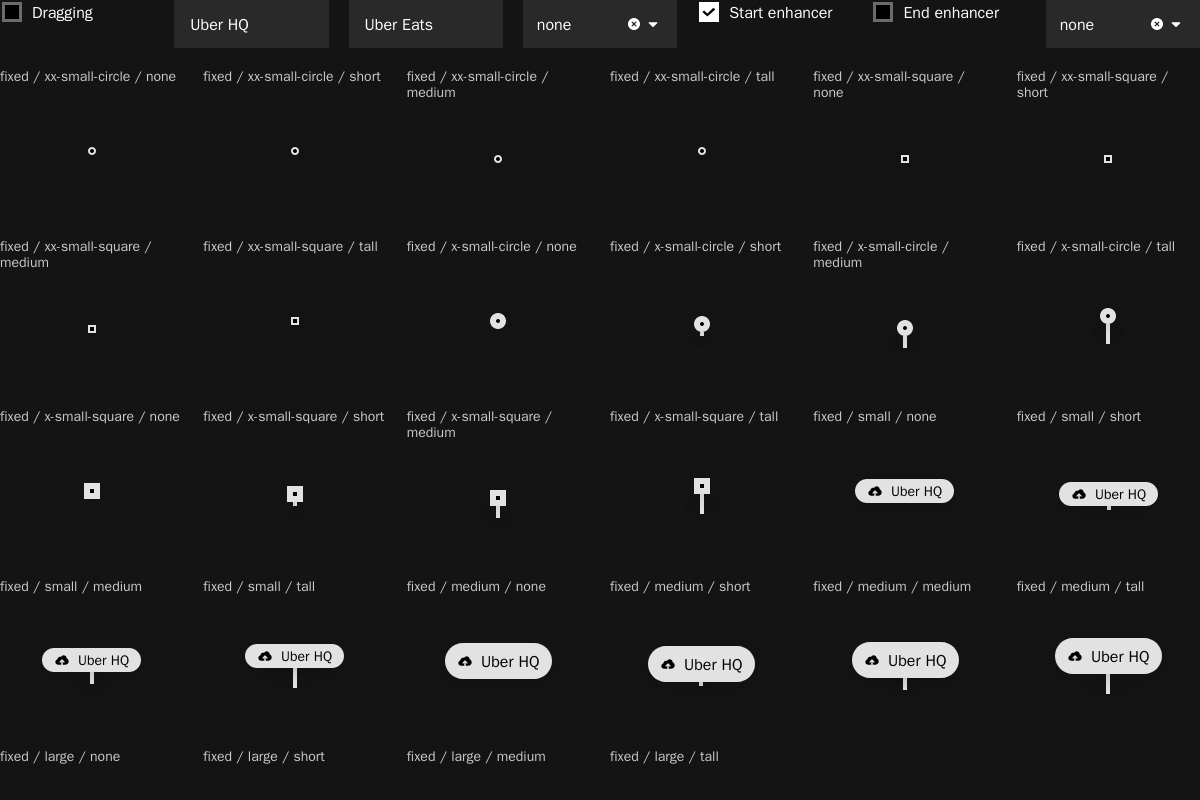 Dragging
Uber HQ
Uber Eats
none
Start enhancer
End enhancer
none
fixed / xx-small-circle / none
fixed / xx-small-circle / short
fixed / xx-small-circle /
medium
fixed / xx-small-circle / tall
fixed / xx-small-square /
none
fixed / xx-small-square /
short
fixed / xx-small-square /
medium
fixed / xx-small-square / tall
fixed / x-small-circle / none
fixed / x-small-circle / short
fixed / x-small-circle /
medium
fixed / x-small-circle / tall
fixed / x-small-square / none
fixed / x-small-square / short
fixed / x-small-square /
medium
fixed / x-small-square / tall
fixed / small / none
Uber HQ
fixed / small / short
Uber HQ
fixed / small / medium
Uber HQ
fixed / small / tall
Uber HQ
fixed / medium / none
Uber HQ
fixed / medium / short
Uber HQ
fixed / medium / medium
Uber HQ
fixed / medium / tall
Uber HQ
fixed / large / none
fixed / large / short
fixed / large / medium
fixed / large / tall